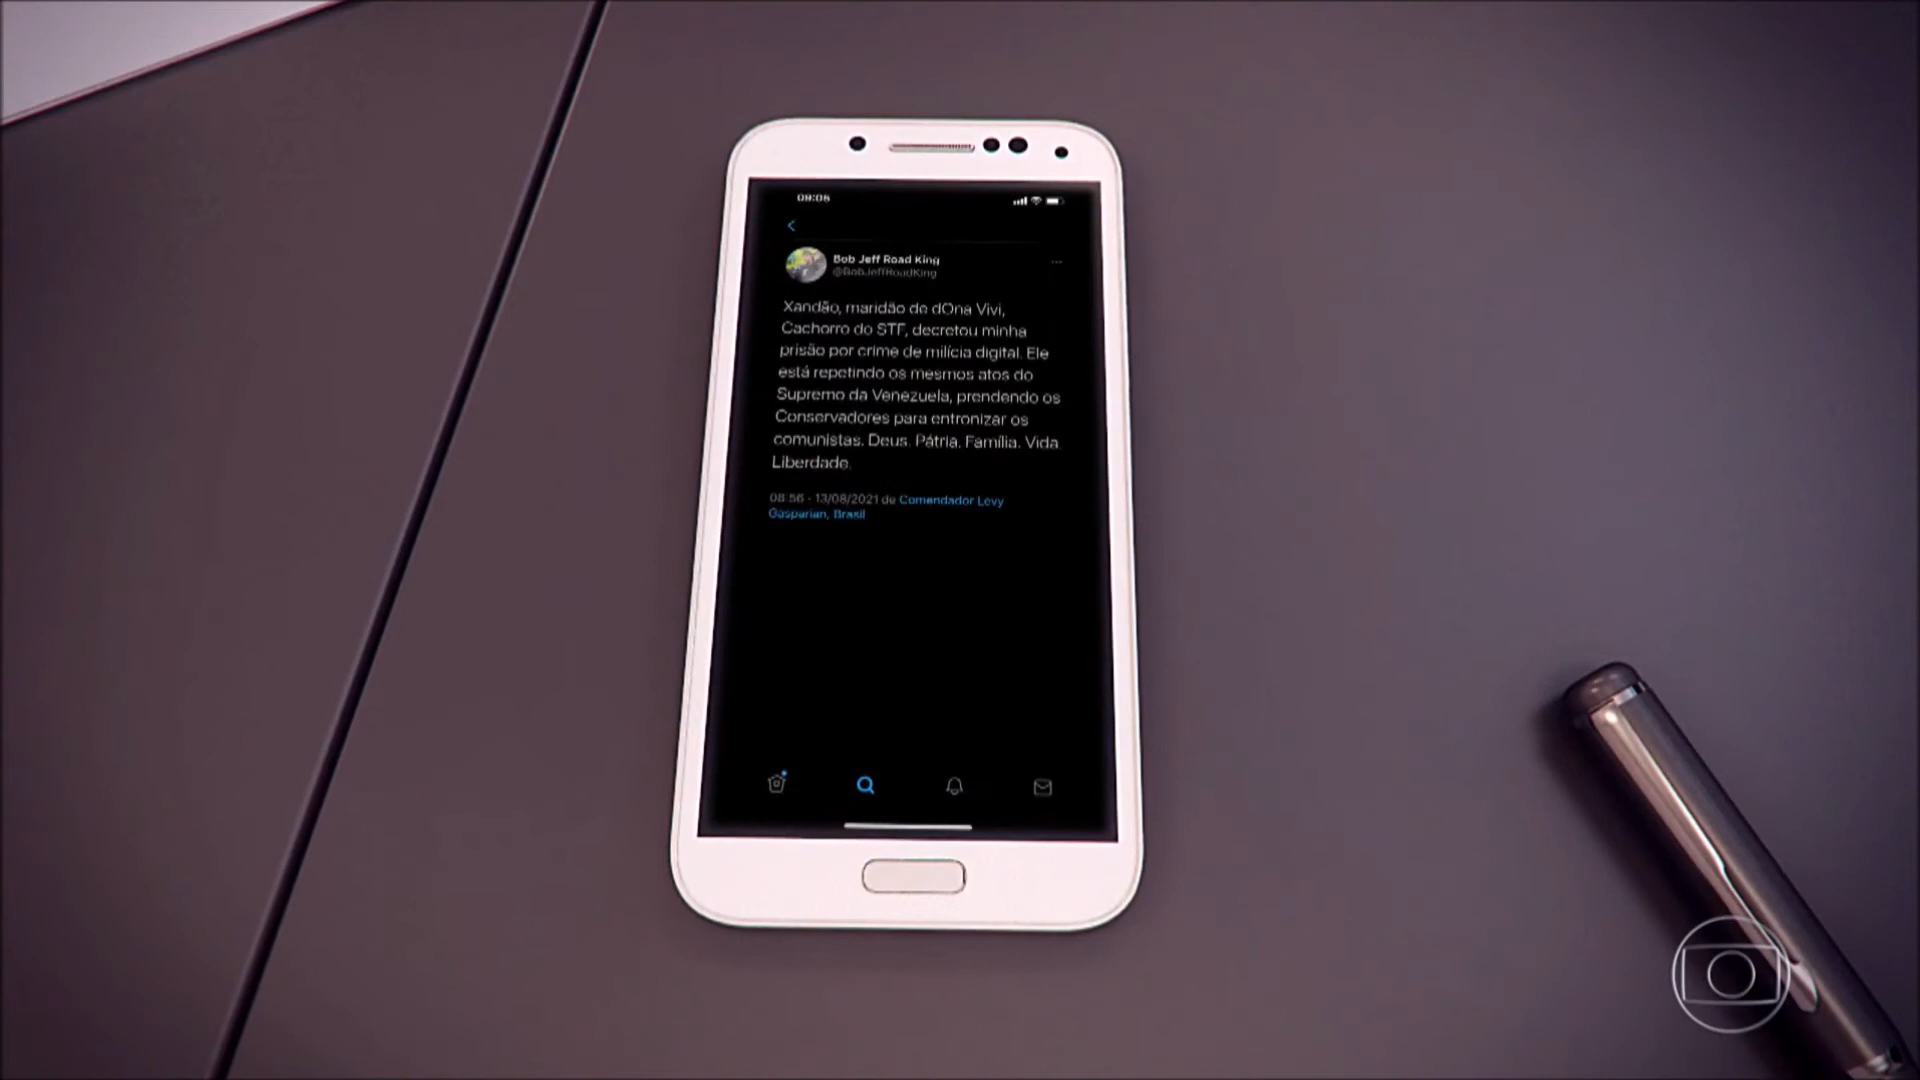 09:05
Bob Jeff Road King
@BobJeffRoadKing
Xandão, maridão de dOna Vivi,
Cachorro do STF, decretou minha
prisão por crime de milícia digital. Ele
está repetindo os mesmos atos do
Supremo da Venezuela, prendendo os
Conservadores para entronizar os
comunistas. Deus. Pátria. Família. Vida.
Liberdade.
08:56 - 13/08/2021 de Comendador Levy
Gasparian, Brasil